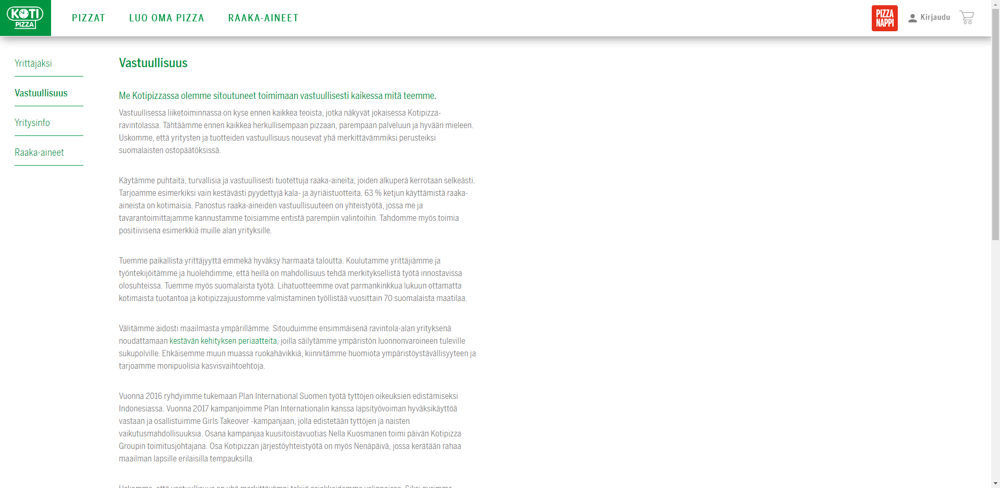 KOTI
PIZZA
PIZZAT
LUO OMA PIZZA
RAAKA-AINEET
PIZZA
NAPPI
Kirjaudu
Yrittäjäksi
Vastuullisuus
Yritysinfo
Raaka-aineet
Vastuullisuus
Me Kotipizzassa olemme sitoutuneet toimimaan vastuullisesti kaikessa mitä teemme.
Vastuullisessa liiketoiminnassa on kyse ennen kaikkea teoista, jotka näkyvät jokaisessa Kotipizza-
ravintolassa. Tähtäämme ennen kaikkea herkullisempaan pizzaan, parempaan palveluun ja hyvään mieleen.
Uskomme, että yritysten ja tuotteiden vastuullisuus nousevat yhä merkittävämmiksi perusteiksi
suomalaisten ostopäätöksissä.
Käytämme puhtaita, turvallisia ja vastuullisesti tuotettuja raaka-aineita, joiden alkuperä kerrotaan selkeästi.
Tarjoamme esimerkiksi vain kestävästi pyydettyjä kala- ja äyriäistuotteita. 63 % ketjun käyttämistä raaka-
aineista on kotimaisia. Panostus raaka-aineiden vastuullisuuteen on yhteistyötä, jossa me ja
tavarantoimittajamme kannustamme toisiamme entistä parempiin valintoihin. Tahdomme myös toimia
positiivisena esimerkkiä muille alan yrityksille.
Tuemme paikallista yrittäjyyttä emmekä hyväksy harmaata taloutta. Koulutamme yrittäjiämme ja
työntekijöitämme ja huolehdimme, että heillä on mahdollisuus tehdä merkityksellistä työtä innostavissa
olosuhteissa. Tuemme myös suomalaista työtä. Lihatuotteemme ovat parmankinkkua lukuun ottamatta
kotimaista tuotantoa ja kotipizzajuustomme valmistaminen työllistää vuosittain 70 suomalaista maatilaa.
Välitämme aidosti maailmasta ympärillämme. Sitouduimme ensimmäisenä ravintola-alan yrityksenä
noudattamaan kestävän kehityksen periaatteita, joilla säilytämme ympäristön luonnonvaroineen tuleville
sukupolville. Ehkäisemme muun muassa ruokahävikkiä, kiinnitämme huomiota ympäristöystävällisyyteen ja
tarjoamme monipuolisia kasvisvaihtoehtoja.
Vuonna 2016 ryhdyimme tukemaan Plan International Suomen työtä tyttöjen oikeuksien edistämiseksi
Indonesiassa. Vuonna 2017 kampanjoimme Plan Internationalin kanssa lapsityövoiman hyväksikäyttöä
vastaan ja osallistuimme Girls Takeover -kampanjaan, jolla edistetään tyttöjen ja naisten
vaikutusmahdollisuuksia. Osana kampanjaa kuusitoistavuotias Nella Kuosmanen toimi päivän Kotipizza
Groupin toimitusjohtajana. Osa Kotipizzan järjestöyhteistyötä on myös Nenäpäivä, jossa kerätään rahaa
maailman lapsille erilaisilla tempauksilla.